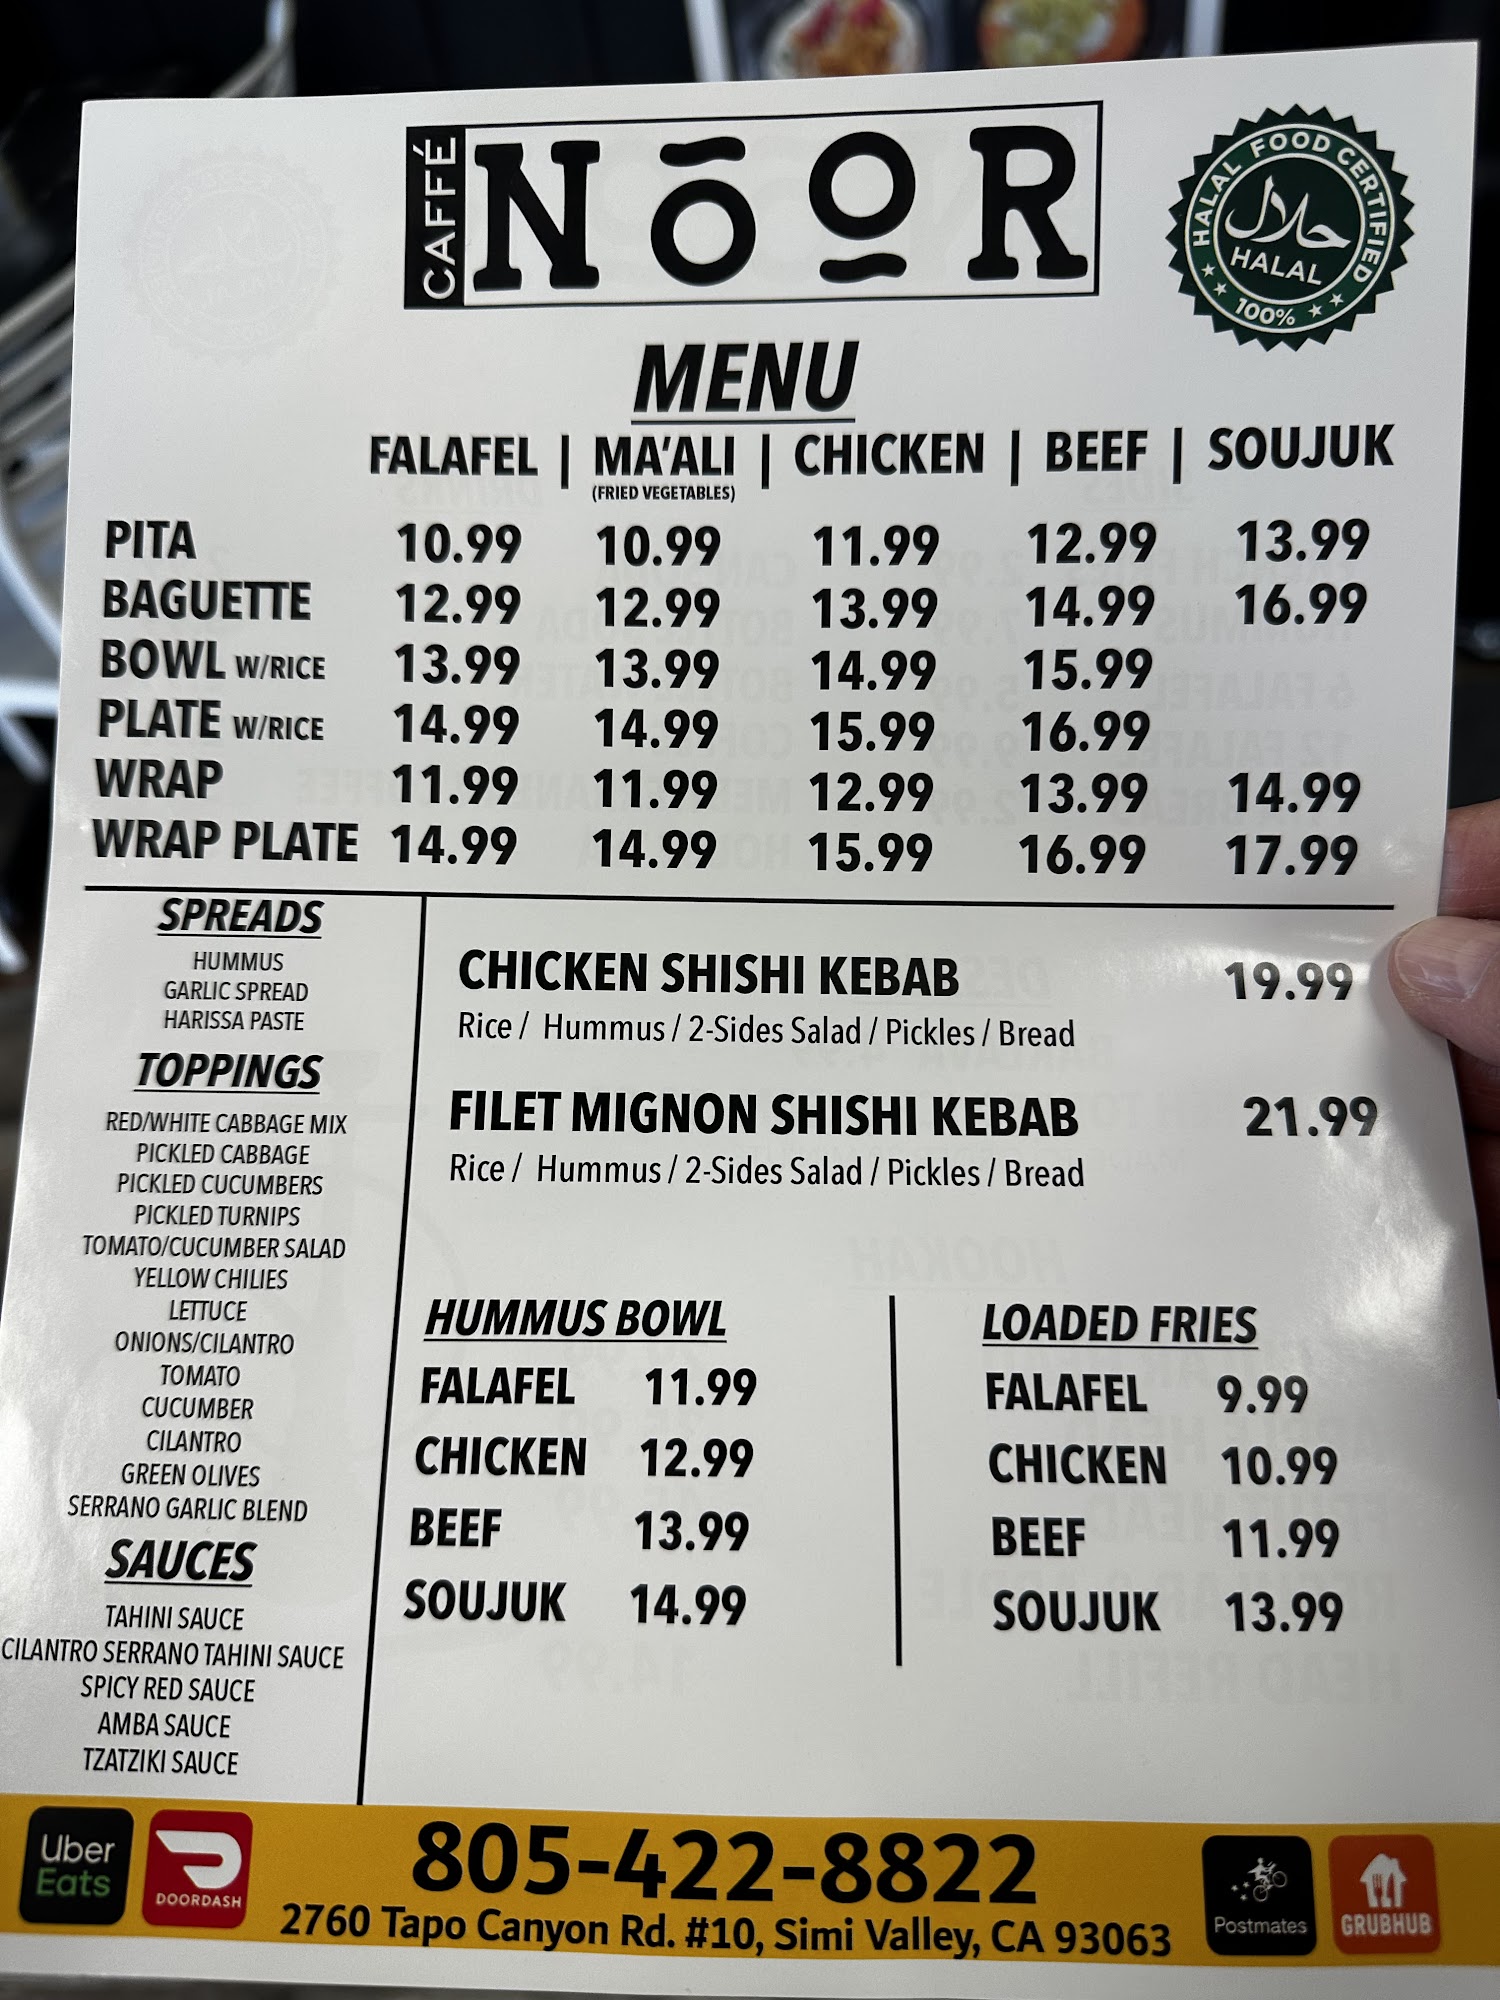 CAFFÉ
NŌOR
HALAL FOOD CERTIFIED
حلال
HALAL
100%
MENU
FALAFEL | MA'ALI | CHICKEN | BEEF | SOUJUK
(FRIED VEGETABLES)
PITA 10.99 10.99 11.99 12.99 13.99
BAGUETTE 12.99 12.99 13.99 14.99 16.99
BOWL W/RICE 13.99 13.99 14.99 15.99
PLATE W/RICE 14.99 14.99 15.99 16.99
WRAP 11.99 11.99 12.99 13.99 14.99
WRAP PLATE 14.99 14.99 15.99 16.99 17.99
SPREADS
HUMMUS
GARLIC SPREAD
HARISSA PASTE
TOPPINGS
RED/WHITE CABBAGE MIX
PICKLED CABBAGE
PICKLED CUCUMBERS
PICKLED TURNIPS
TOMATO/CUCUMBER SALAD
YELLOW CHILIES
LETTUCE
ONIONS/CILANTRO
TOMATO
CUCUMBER
CILANTRO
GREEN OLIVES
SERRANO GARLIC BLEND
SAUCES
TAHINI SAUCE
CILANTRO SERRANO TAHINI SAUCE
SPICY RED SAUCE
AMBA SAUCE
TZATZIKI SAUCE
CHICKEN SHISHI KEBAB 19.99
Rice / Hummus / 2-Sides Salad / Pickles / Bread
FILET MIGNON SHISHI KEBAB 21.99
Rice / Hummus / 2-Sides Salad / Pickles / Bread
HUMMUS BOWL
FALAFEL 11.99
CHICKEN 12.99
BEEF 13.99
SOUJUK 14.99
LOADED FRIES
FALAFEL 9.99
CHICKEN 10.99
BEEF 11.99
SOUJUK 13.99
Uber
Eats
DOORDASH
805-422-8822
2760 Tapo Canyon Rd. #10, Simi Valley, CA 93063
Postmates
GRUBHUB